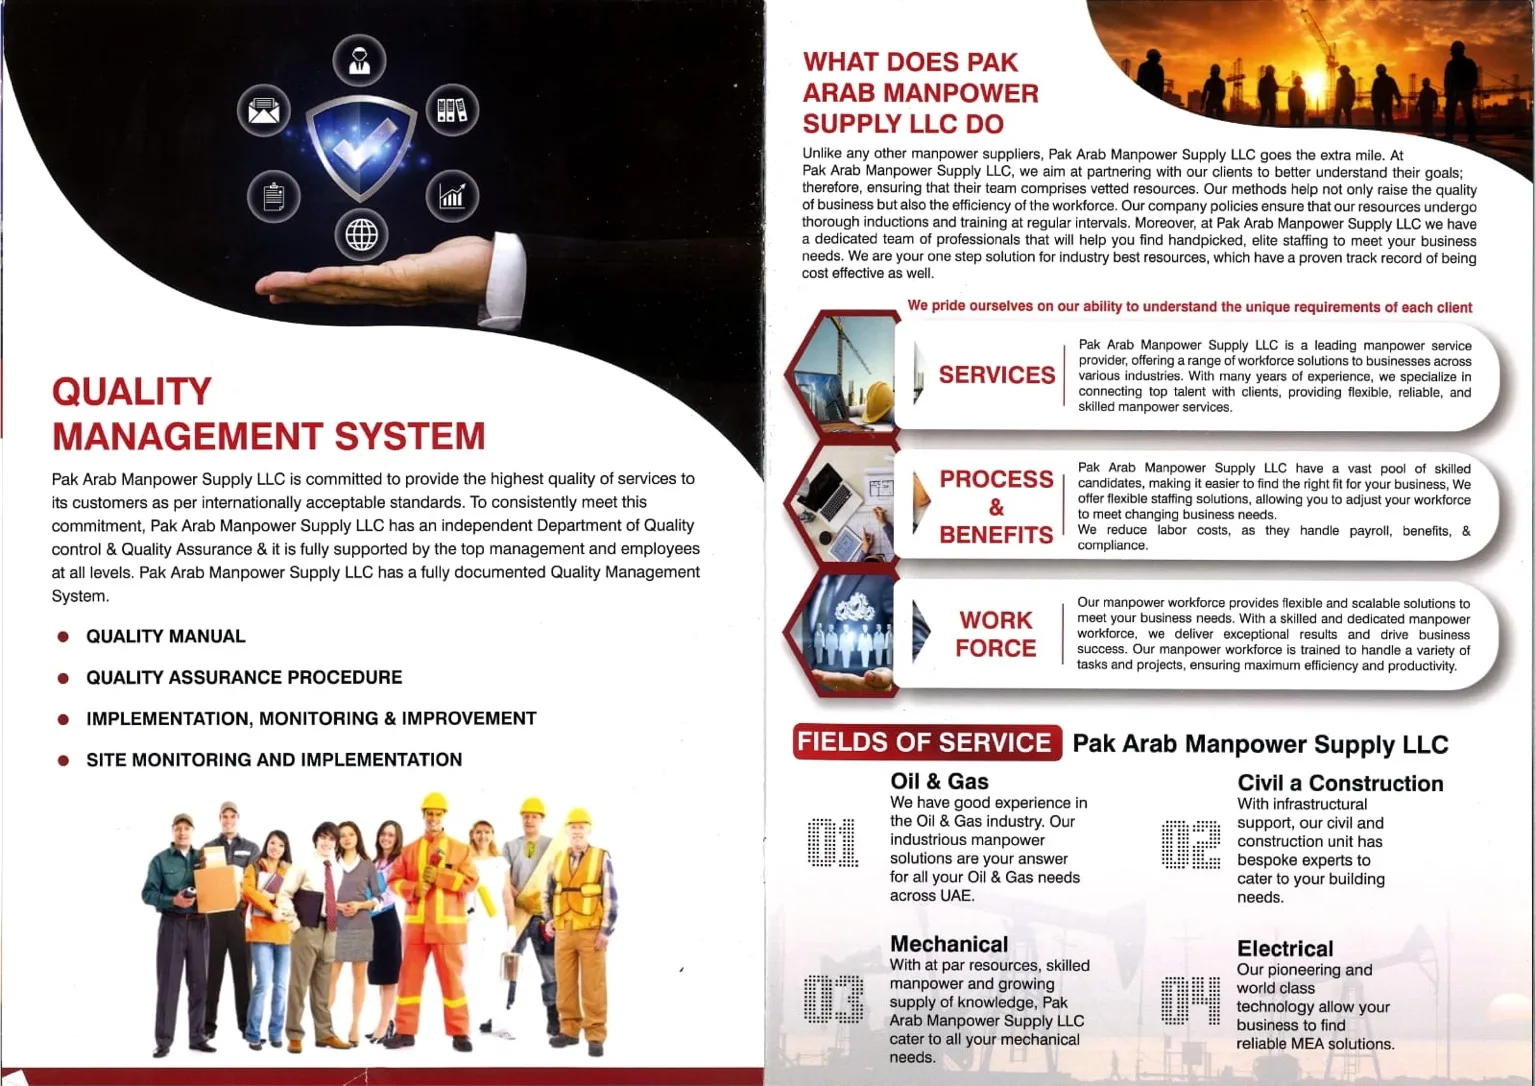 QUALITY
MANAGEMENT SYSTEM
Pak Arab Manpower Supply LLC is committed to provide the highest quality of services to
its customers as per internationally acceptable standards. To consistently meet this
commitment, Pak Arab Manpower Supply LLC has an independent Department of Quality
control & Quality Assurance & it is fully supported by the top management and employees
at all levels. Pak Arab Manpower Supply LLC has a fully documented Quality Management
System.
QUALITY MANUAL
QUALITY ASSURANCE PROCEDURE
IMPLEMENTATION, MONITORING & IMPROVEMENT
SITE MONITORING AND IMPLEMENTATION
WHAT DOES PAK
ARAB MANPOWER
SUPPLY LLC DO
Unlike any other manpower suppliers, Pak Arab Manpower Supply LLC goes the extra mile. At
Pak Arab Manpower Supply LLC, we aim at partnering with our clients to better understand their goals;
therefore, ensuring that their team comprises vetted resources. Our methods help not only raise the quality
of business but also the efficiency of the workforce. Our company policies ensure that our resources undergo
thorough inductions and training at regular intervals. Moreover, at Pak Arab Manpower Supply LLC we have
a dedicated team of professionals that will help you find handpicked, elite staffing to meet your business
needs. We are your one step solution for industry best resources, which have a proven track record of being
cost effective as well.
We pride ourselves on our ability to understand the unique requirements of each client
SERVICES
Pak Arab Manpower Supply LLC is a leading manpower service
provider, offering a range of workforce solutions to businesses across
various industries. With many years of experience, we specialize in
connecting top talent with clients, providing flexible, reliable, and
skilled manpower services.
PROCESS
&
BENEFITS
Pak Arab Manpower Supply LLC have a vast pool of skilled
candidates, making it easier to find the right fit for your business, We
offer flexible staffing solutions, allowing you to adjust your workforce
to meet changing business needs.
We reduce labor costs, as they handle payroll, benefits, &
compliance.
WORK
FORCE
Our manpower workforce provides flexible and scalable solutions to
meet your business needs. With a skilled and dedicated manpower
workforce, we deliver exceptional results and drive business
success. Our manpower workforce is trained to handle a variety of
tasks and projects, ensuring maximum efficiency and productivity.
FIELDS OF SERVICE Pak Arab Manpower Supply LLC
01
Oil & Gas
We have good experience in
the Oil & Gas industry. Our
industrious manpower
solutions are your answer
for all your Oil & Gas needs
across UAE.
02
Civil a Construction
With infrastructural
support, our civil and
construction unit has
bespoke experts to
cater to your building
needs.
03
Mechanical
With at par resources, skilled
manpower and growing
supply of knowledge, Pak
Arab Manpower Supply LLC
cater to all your mechanical
needs.
04
Electrical
Our pioneering and
world class
technology allow your
business to find
reliable MEA solutions.